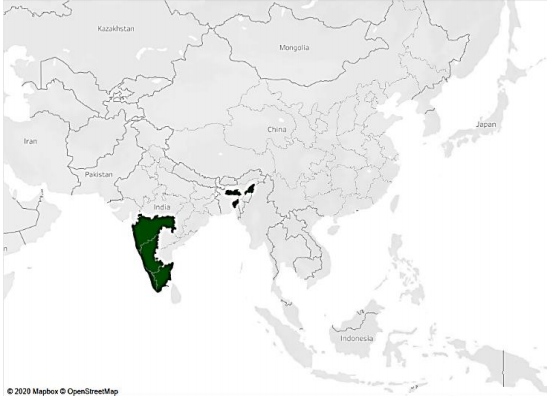 Kazakhstan
Mongolia
China
Japan
Iran
Pakistan
India
n
Indonesia
© 2020 Mapbox © OpenStreetMap